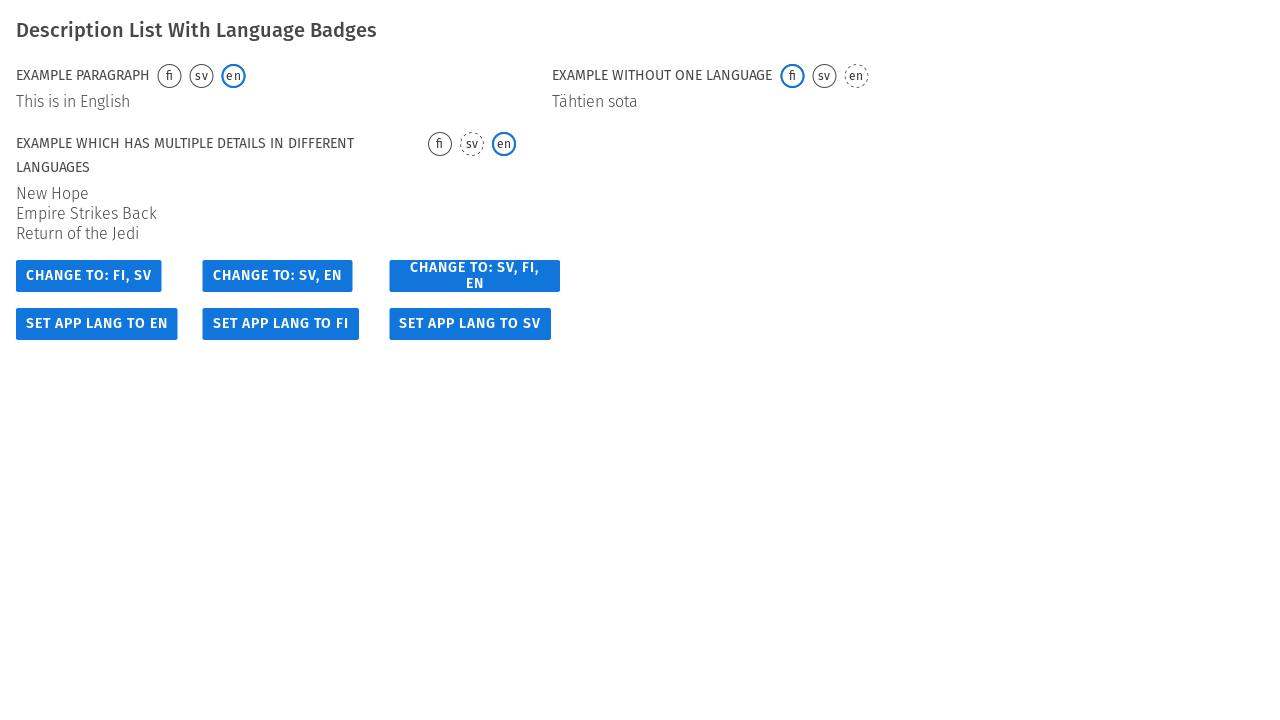 Description List With Language Badges
EXAMPLE PARAGRAPH fi sv en
This is in English
EXAMPLE WITHOUT ONE LANGUAGE fi sv en
Tähtien sota
EXAMPLE WHICH HAS MULTIPLE DETAILS IN DIFFERENT fi sv en
LANGUAGES
New Hope
Empire Strikes Back
Return of the Jedi
CHANGE TO: FI, SV
CHANGE TO: SV, EN
CHANGE TO: SV, FI,
EN
SET APP LANG TO EN
SET APP LANG TO FI
SET APP LANG TO SV